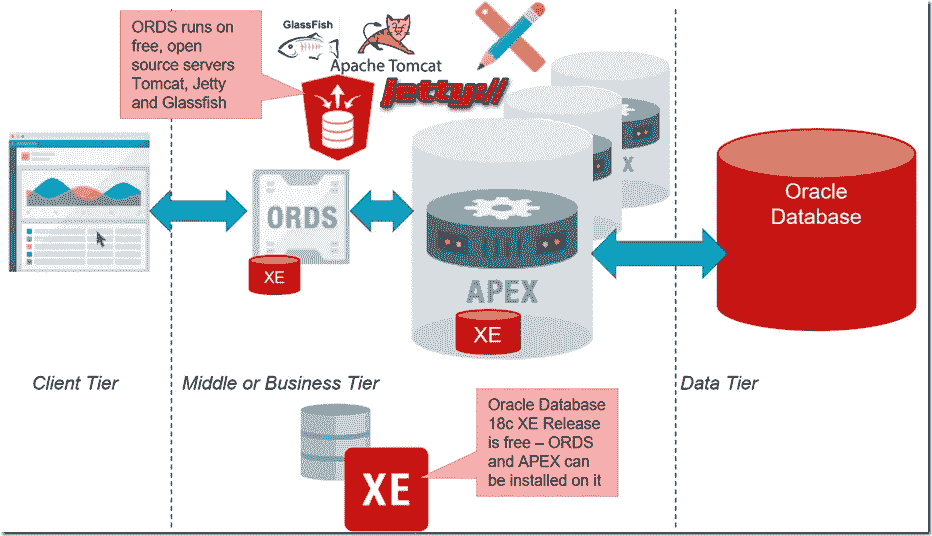 ORDS runs on
free, open
source servers
Tomcat, Jetty
and Glassfish
GlassFish
Apache Tomcat
jetty://
ORDS
XE
X
APEX
XE
Oracle
Database
Client Tier
Middle or Business Tier
Data Tier
XE
Oracle Database
18c XE Release
is free – ORDS
and APEX can
be installed on it